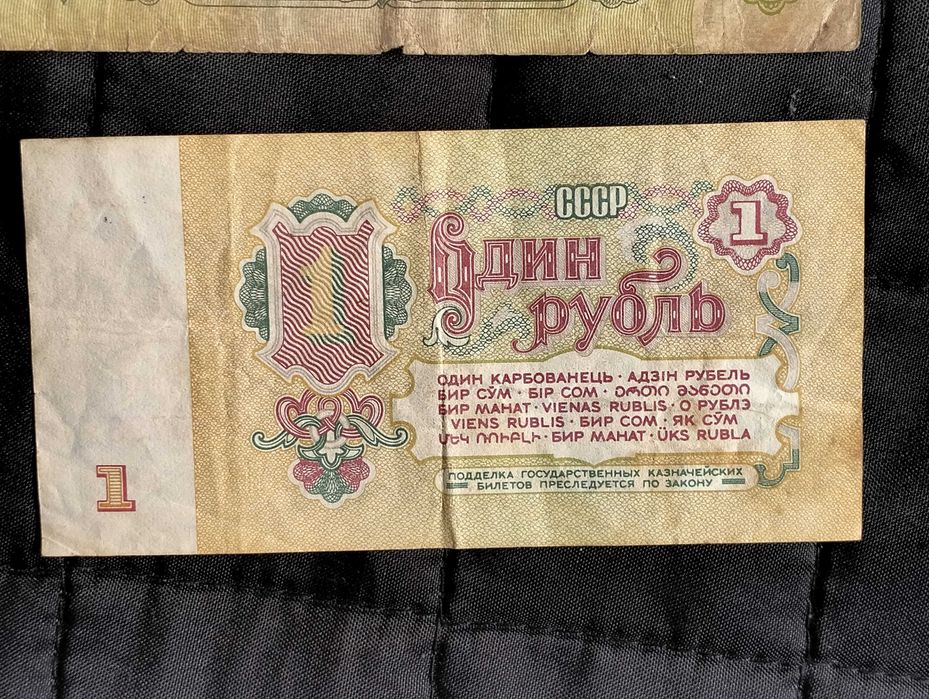 СССР
1
1
Один
рубль
ОДИН КАРБОВАНЕЦЬ · АДЗІН РУБЕЛЬ
БИР СЎМ · БІР СОМ · ᲔᲠᲗᲘ ᲛᲐᲜᲔᲗᲘ
БИР МАНАТ · VIENAS RUBLIS · О РУБЛЭ
VIENS RUBLIS · БИР СОМ · ЯК СЎМ
ՄԵԿ ՌՈՒԲԼԻ · БИР МАНАТ · ÜKS RUBLA
ПОДДЕЛКА ГОСУДАРСТВЕННЫХ КАЗНАЧЕЙСКИХ
БИЛЕТОВ ПРЕСЛЕДУЕТСЯ ПО ЗАКОНУ
1